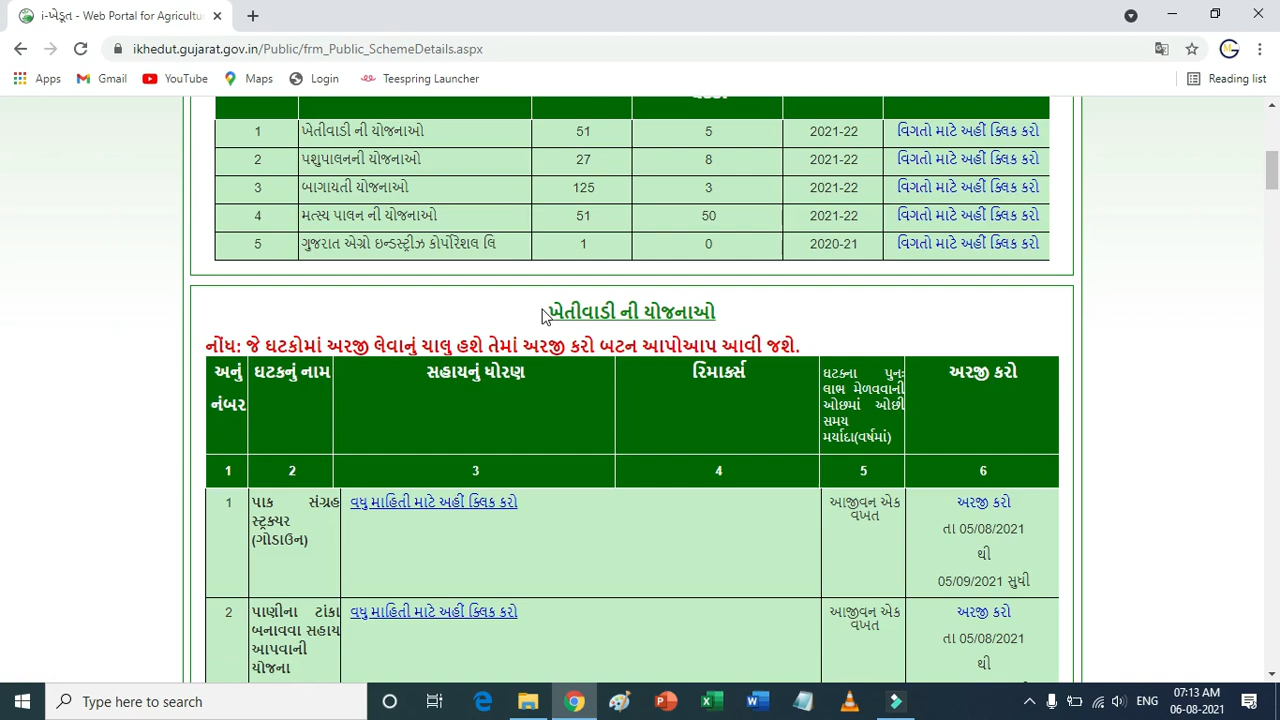 i-ખેડૂત - Web Portal for Agricultu
ikhedut.gujarat.gov.in/Public/frm_Public_SchemeDetails.aspx
Apps Gmail YouTube Maps Login Teespring Launcher Reading list
1 ખેતીવાડી ની યોજનાઓ 51 5 2021-22 વિગતો માટે અહીં ક્લિક કરો
2 પશુપાલનની યોજનાઓ 27 8 2021-22 વિગતો માટે અહીં ક્લિક કરો
3 બાગાયતી યોજનાઓ 125 3 2021-22 વિગતો માટે અહીં ક્લિક કરો
4 મત્સ્ય પાલન ની યોજનાઓ 51 50 2021-22 વિગતો માટે અહીં ક્લિક કરો
5 ગુજરાત એગ્રો ઇન્ડસ્ટ્રીઝ કોર્પોરેશલ લિ 1 0 2020-21 વિગતો માટે અહીં ક્લિક કરો
ખેતીવાડી ની યોજનાઓ
નોંધ: જે ઘટકોમાં અરજી લેવાનું ચાલુ હશે તેમાં અરજી કરો બટન આપોઆપ આવી જશે.
અનું
નંબર
ઘટકનું નામ
સહાયનું ધોરણ
રિમાર્ક્સ
ઘટકના પુનઃ
લાભ મેળવવાની
ઓછમાં ઓછી
સમય
મર્યાદા(વર્ષમાં)
અરજી કરો
1 2 3 4 5 6
1
પાક સંગ્રહ
સ્ટ્રક્ચર
(ગોડાઉન)
વધુ માહિતી માટે અહીં ક્લિક કરો
આજીવન એક
વખત
અરજી કરો
તા 05/08/2021
થી
05/09/2021 સુધી
2
પાણીના ટાંકા
બનાવવા સહાય
આપવાની
યોજના
વધુ માહિતી માટે અહીં ક્લિક કરો
આજીવન એક
વખત
અરજી કરો
તા 05/08/2021
થી
Type here to search
ENG
07:13 AM
06-08-2021